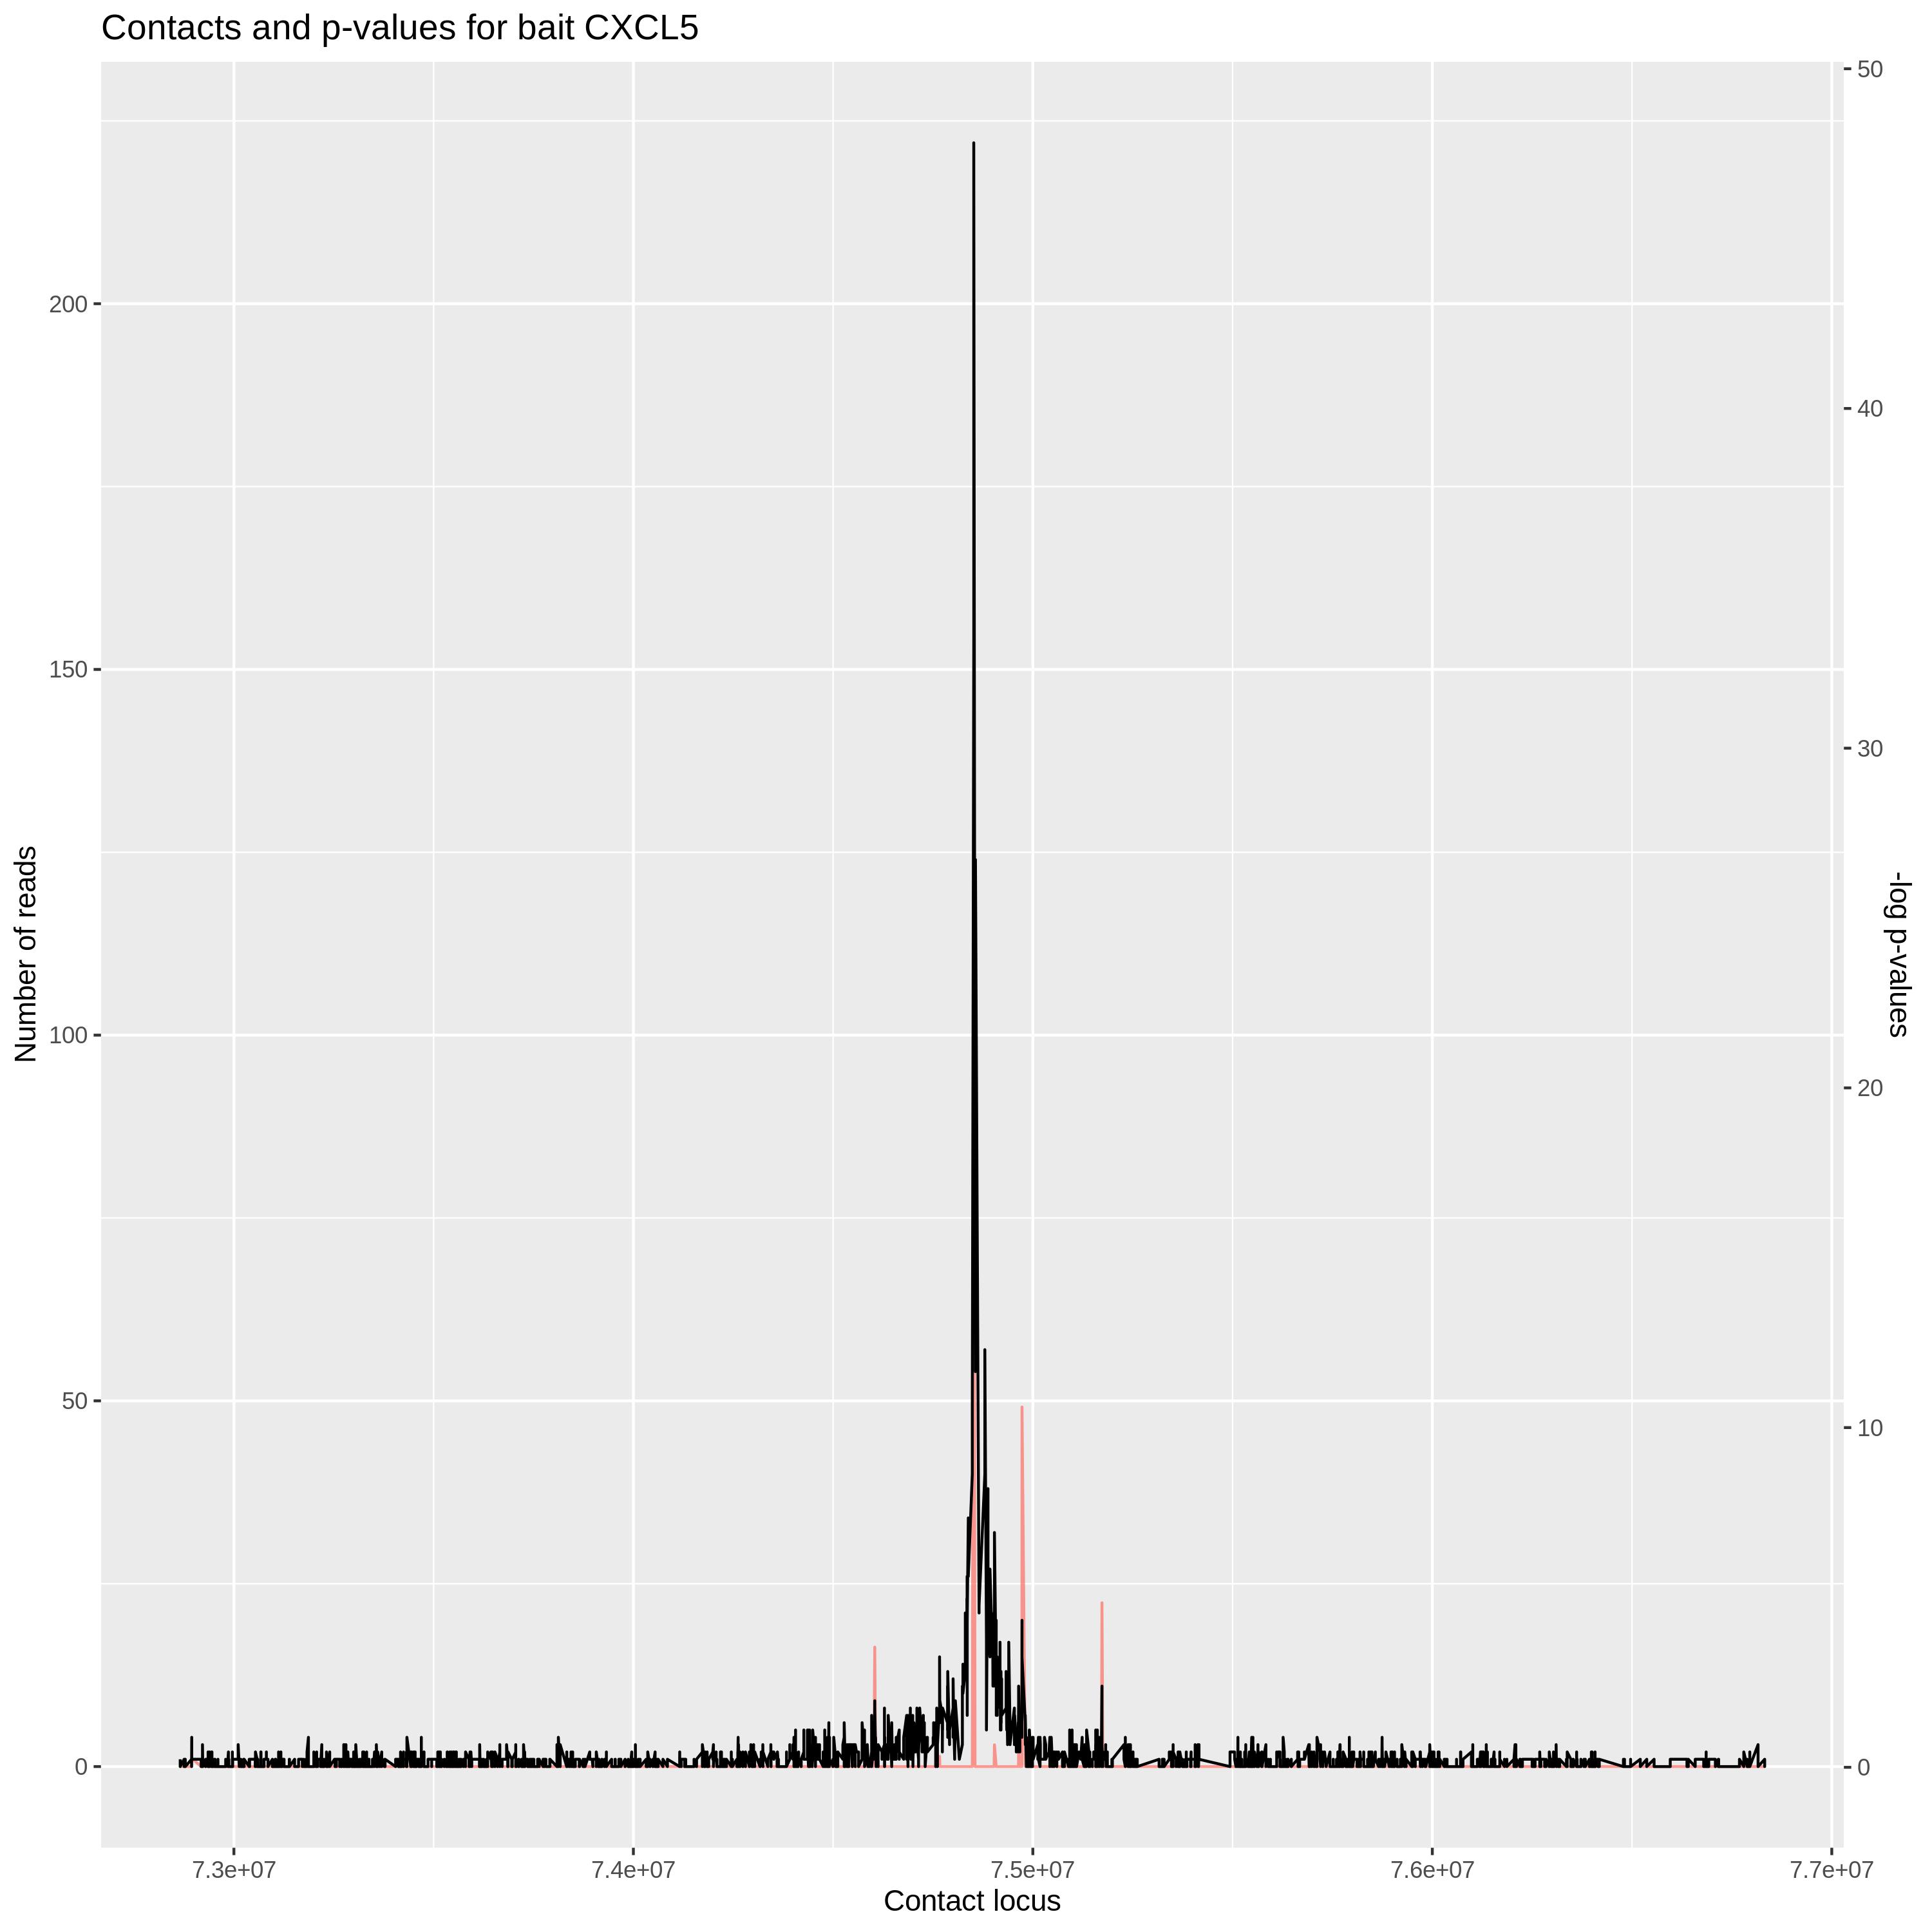 Contacts and p-values for bait CXCL5
50
200
40
150
30
Number of reads
-log p-values
100
20
50
10
0
0
7.3e+07
7.4e+07
7.5e+07
7.6e+07
7.7e+07
Contact locus